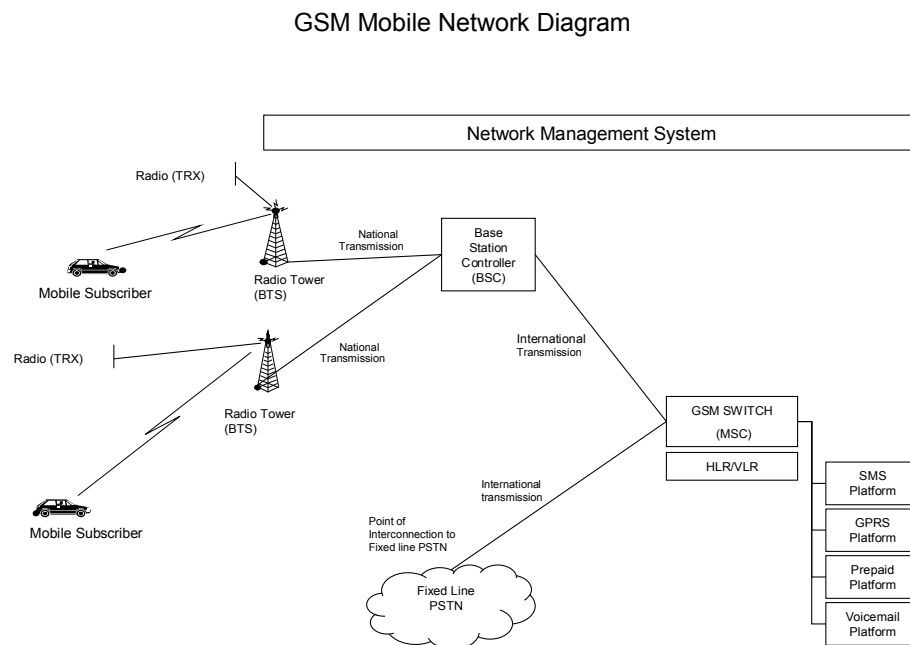 GSM Mobile Network Diagram
Network Management System
Radio (TRX)
National
Transmission
Base
Station
Controller
(BSC)
Mobile Subscriber
Radio Tower
(BTS)
Radio (TRX)
National
Transmission
International
Transmission
Radio Tower
(BTS)
GSM SWITCH
(MSC)
HLR/VLR
SMS
Platform
International
transmission
Mobile Subscriber
Point of
Interconnection to
Fixed line PSTN
GPRS
Platform
Fixed Line
PSTN
Prepaid
Platform
Voicemail
Platform